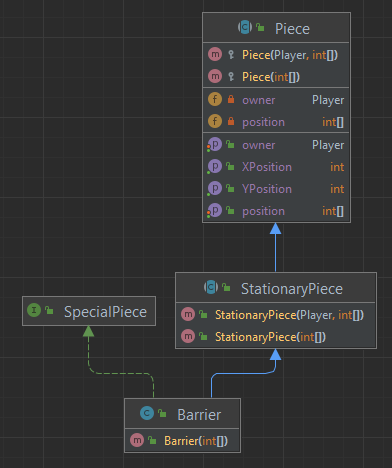 Piece
Piece(Player, int[])
Piece(int[])
owner Player
position int[]
owner Player
XPosition int
YPosition int
position int[]
StationaryPiece
StationaryPiece(Player, int[])
StationaryPiece(int[])
SpecialPiece
Barrier
Barrier(int[])